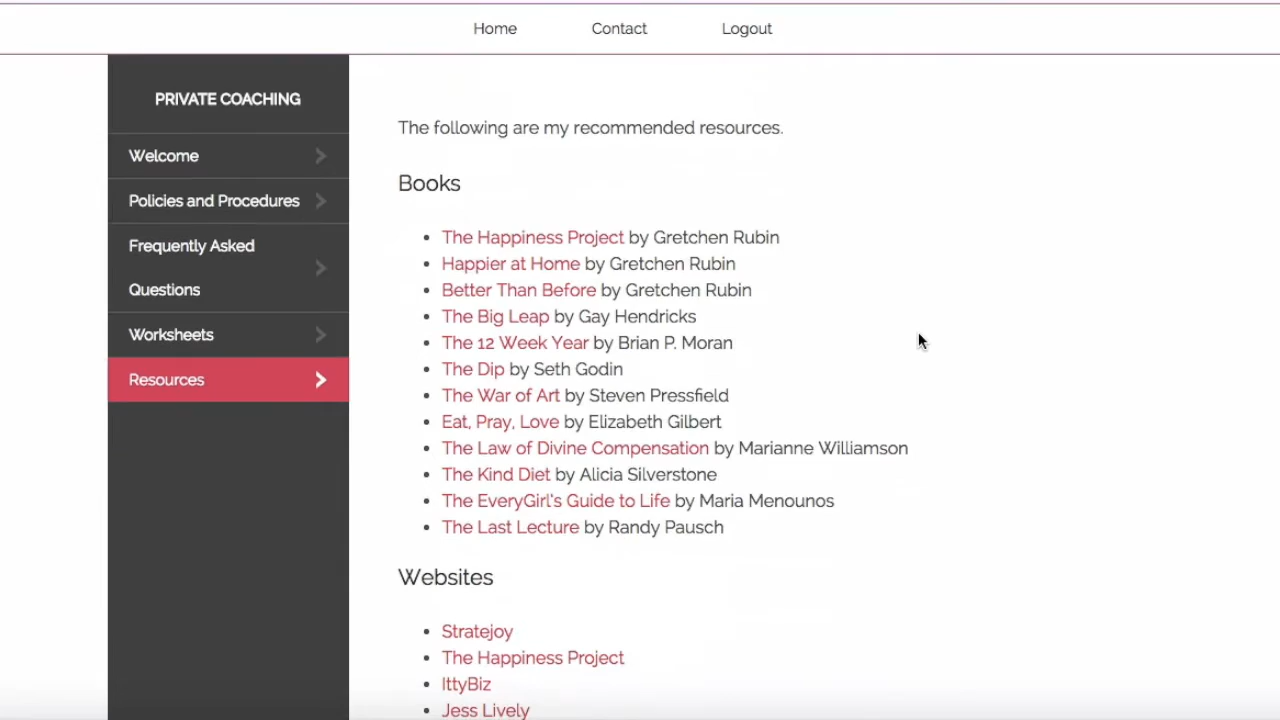 Home Contact Logout
PRIVATE COACHING
Welcome
Policies and Procedures
Frequently Asked
Questions
Worksheets
Resources
The following are my recommended resources.
Books
The Happiness Project by Gretchen Rubin
Happier at Home by Gretchen Rubin
Better Than Before by Gretchen Rubin
The Big Leap by Gay Hendricks
The 12 Week Year by Brian P. Moran
The Dip by Seth Godin
The War of Art by Steven Pressfield
Eat, Pray, Love by Elizabeth Gilbert
The Law of Divine Compensation by Marianne Williamson
The Kind Diet by Alicia Silverstone
The EveryGirl's Guide to Life by Maria Menounos
The Last Lecture by Randy Pausch
Websites
Stratejoy
The Happiness Project
IttyBiz
Jess Lively